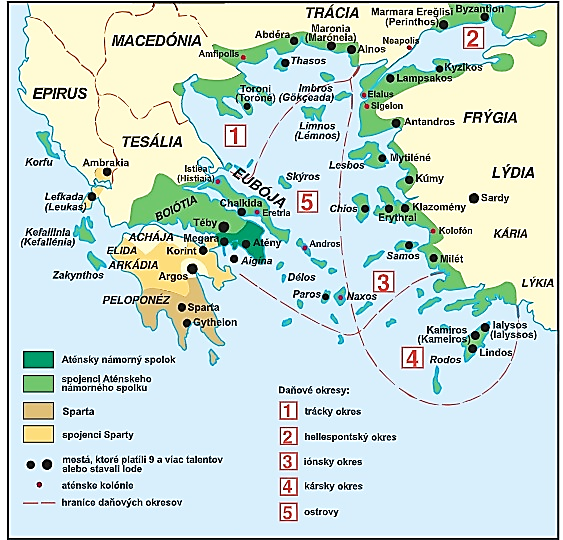 TRÁCIA
Marmara Ereğlisi
(Perinthos)
Byzantion
2
MACEDÓNIA
Abdéra
Maronia
(Marónela)
Ainos
Neapolis
Amfipolis
Thasos
Kyzikos
Lampsakos
EPIRUS
Toroni
(Toroné)
Imbros
(Gökçeada)
Elaius
Sigeion
FRÝGIA
1
Límnos
(Lémnos)
Antandros
TESÁLIA
Korfu
Ambrakia
Istiea
(Histiaia)
EUBÓJA
Skýros
Lesbos
Mytiléné
Kúmy
LÝDIA
5
Lefkada
(Leukas)
BOIÓTIA
Chalkida
Eretria
Chios
Klazomény
Erythrai
Sardy
Téby
Kefallinia
(Kefallénia)
ACHÁJA
Megara
Atény
Andros
Kolofón
KÁRIA
ELIDA
Korint
Aigina
Samos
Milét
ARKÁDIA
Zakynthos
Argos
Délos
3
LÝKIA
PELOPONÉZ
Paros
Naxos
Sparta
Gytheion
Kamiros
(Kameiros)
Ialysos
(Ialyssos)
4
Rodos
Lindos
Aténsky námorný spolok
spojenci Aténskeho
námorného spolku
Sparta
spojenci Sparty
mestá, ktoré platili 9 a viac talentov
alebo stavali lode
aténske kolónie
hranice daňových okresov
Daňové okresy:
1 trácky okres
2 hellespontský okres
3 iónsky okres
4 kársky okres
5 ostrovy